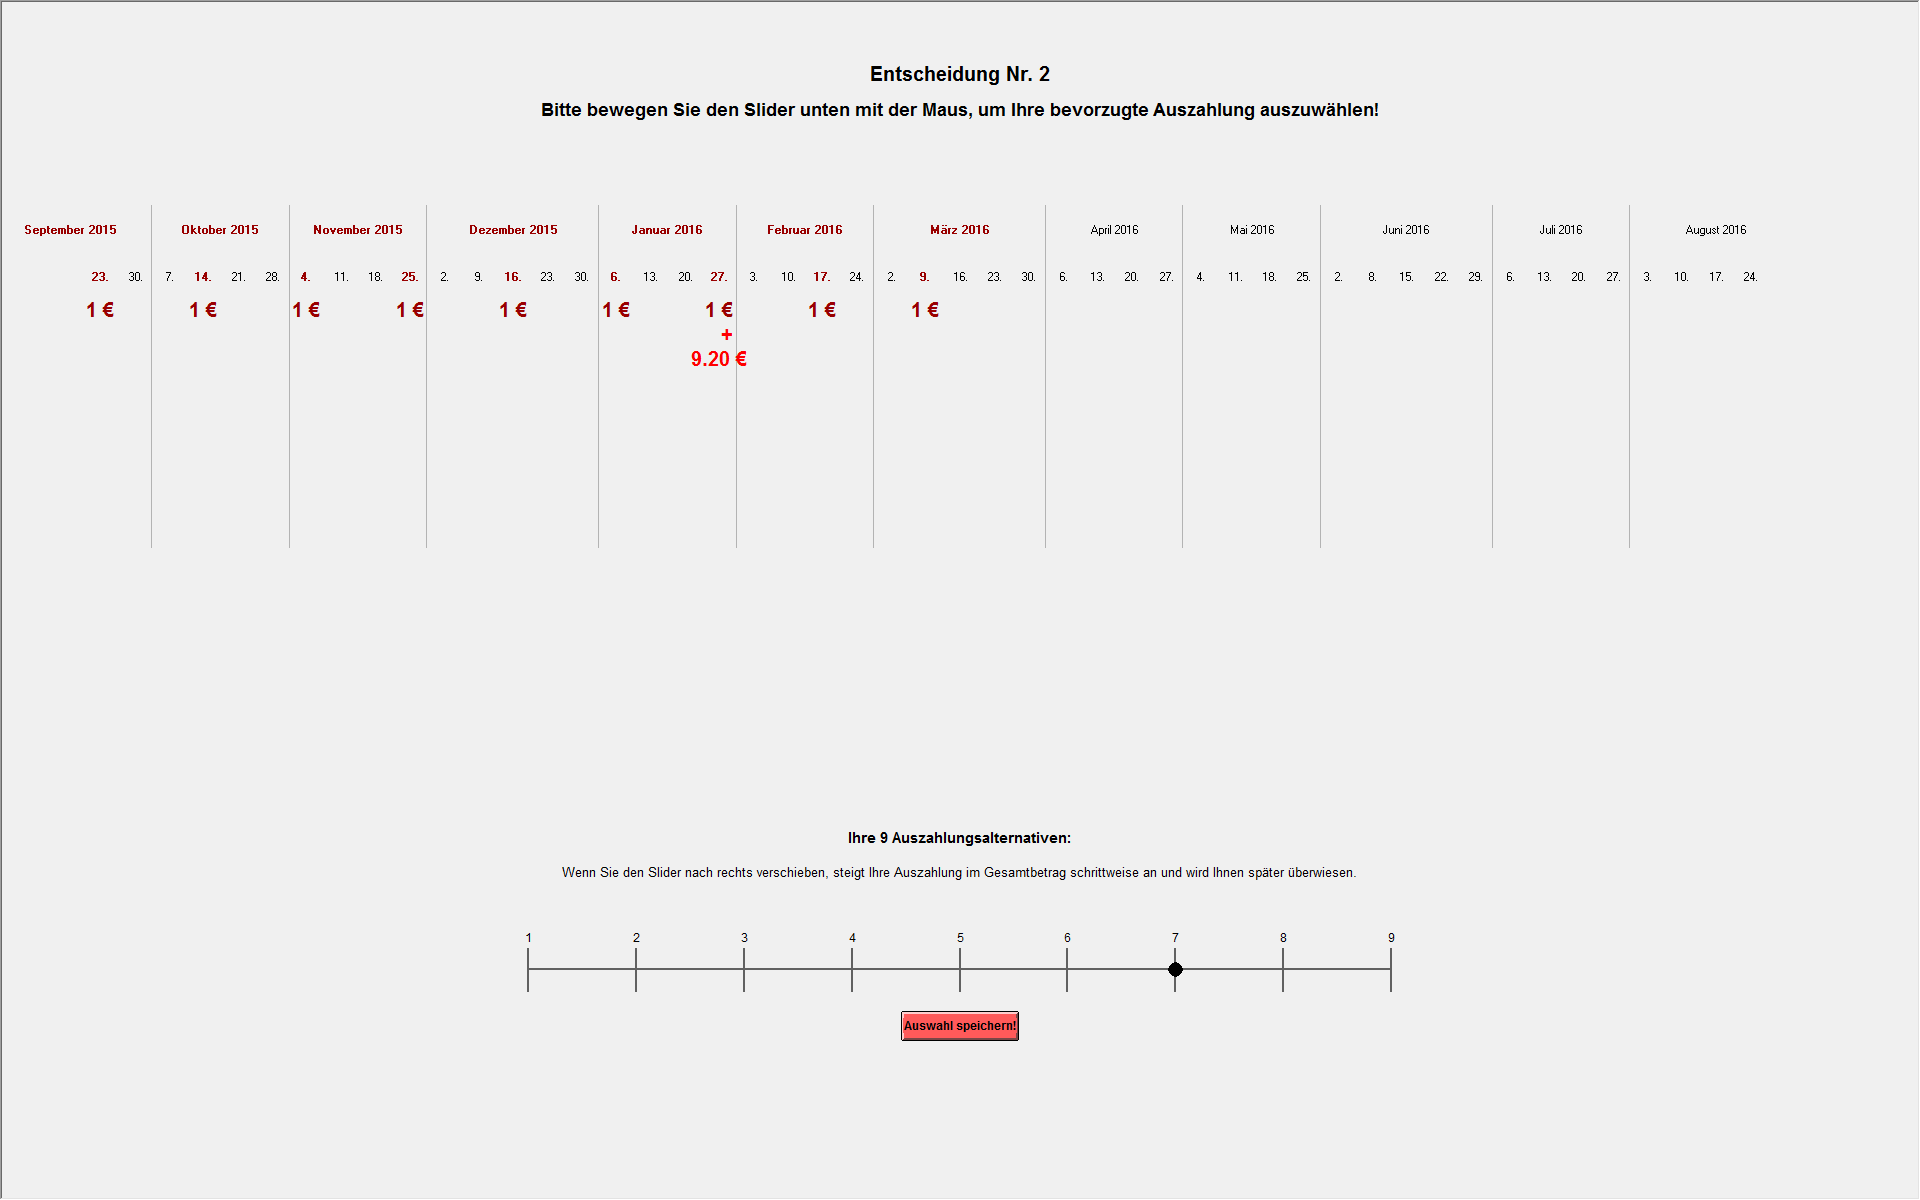 Entscheidung Nr. 2
Bitte bewegen Sie den Slider unten mit der Maus, um Ihre bevorzugte Auszahlung auszuwählen!
September 2015 Oktober 2015 November 2015 Dezember 2015 Januar 2016 Februar 2016 März 2016 April 2016 Mai 2016 Juni 2016 Juli 2016 August 2016
23. 30. 7. 14. 21. 28. 4. 11. 18. 25. 2. 9. 16. 23. 30. 6. 13. 20. 27. 3. 10. 17. 24. 2. 9. 16. 23. 30. 6. 13. 20. 27. 4. 11. 18. 25. 2. 8. 15. 22. 29. 6. 13. 20. 27. 3. 10. 17. 24.
1 € 1 € 1 € 1 € 1 € 1 € 1 € 1 € 1 €
+
9.20 €
Ihre 9 Auszahlungsalternativen:
Wenn Sie den Slider nach rechts verschieben, steigt Ihre Auszahlung im Gesamtbetrag schrittweise an und wird Ihnen später überwiesen.
1 2 3 4 5 6 7 8 9
Auswahl speichern!